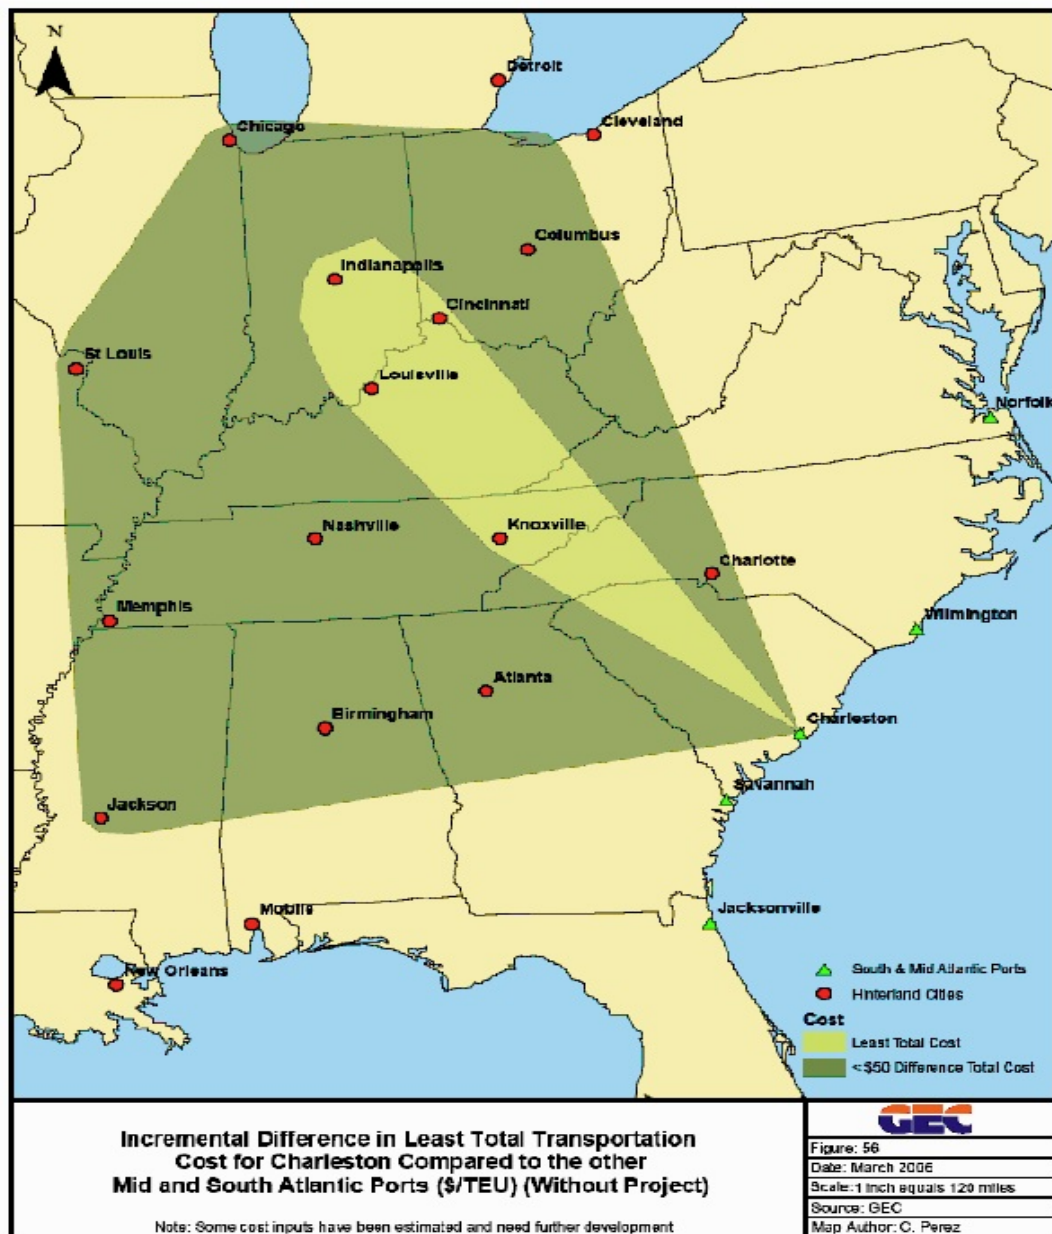 N
Detroit
Chicago
Cleveland
Columbus
Indianapolis
Cincinnati
St Louis
Louisville
Norfolk
Nashville
Knoxville
Charlotte
Memphis
Wilmington
Atlanta
Birmingham
Charleston
Savannah
Jackson
Mobile
Jacksonville
New Orleans
South & Mid Atlantic Ports
Hinterland Cities
Cost
Least Total Cost
<$50 Difference Total Cost
Incremental Difference in Least Total Transportation
Cost for Charleston Compared to the other
Mid and South Atlantic Ports ($/TEU) (Without Project)
Note: Some cost inputs have been estimated and need further development
GEC
Figure: 56
Date: March 2006
Scale: 1 inch equals 120 miles
Source: GEC
Map Author: C. Perez